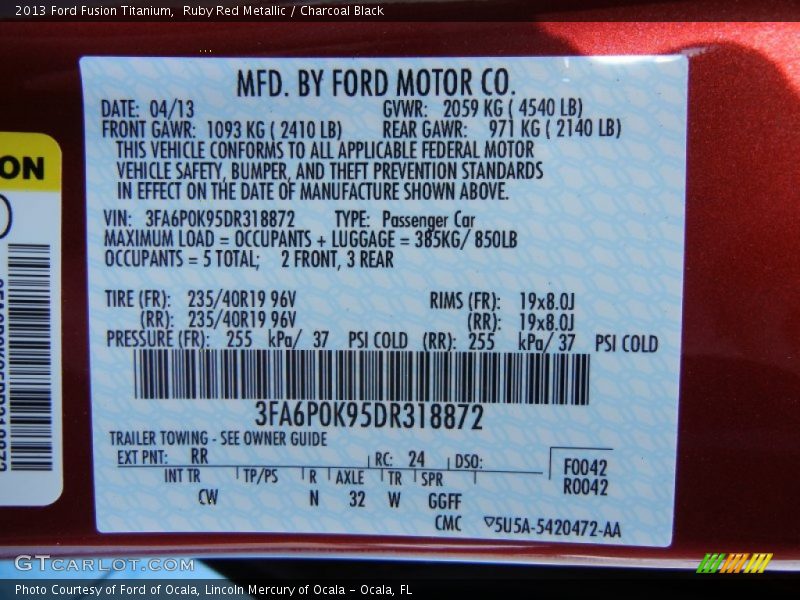 2013 Ford Fusion Titanium, Ruby Red Metallic / Charcoal Black
MFD. BY FORD MOTOR CO.
DATE: 04/13 GVWR: 2059 KG ( 4540 LB)
FRONT GAWR: 1093 KG ( 2410 LB) REAR GAWR: 971 KG ( 2140 LB)
THIS VEHICLE CONFORMS TO ALL APPLICABLE FEDERAL MOTOR
VEHICLE SAFETY, BUMPER, AND THEFT PREVENTION STANDARDS
IN EFFECT ON THE DATE OF MANUFACTURE SHOWN ABOVE.
VIN: 3FA6P0K95DR318872 TYPE: Passenger Car
MAXIMUM LOAD = OCCUPANTS + LUGGAGE = 385KG/ 850LB
OCCUPANTS = 5 TOTAL; 2 FRONT, 3 REAR
TIRE (FR): 235/40R19 96V RIMS (FR): 19x8.0J
(RR): 235/40R19 96V (RR): 19x8.0J
PRESSURE (FR): 255 kPa/ 37 PSI COLD (RR): 255 kPa/ 37 PSI COLD
3FA6P0K95DR318872
TRAILER TOWING - SEE OWNER GUIDE
EXT PNT: RR RC: 24 DSO: F0042
R0042
INT TR TP/PS R AXLE TR SPR
CW N 32 W GGFF
CMC 5U5A-5420472-AA
ON
GTCARLOT.COM
Photo Courtesy of Ford of Ocala, Lincoln Mercury of Ocala - Ocala, FL